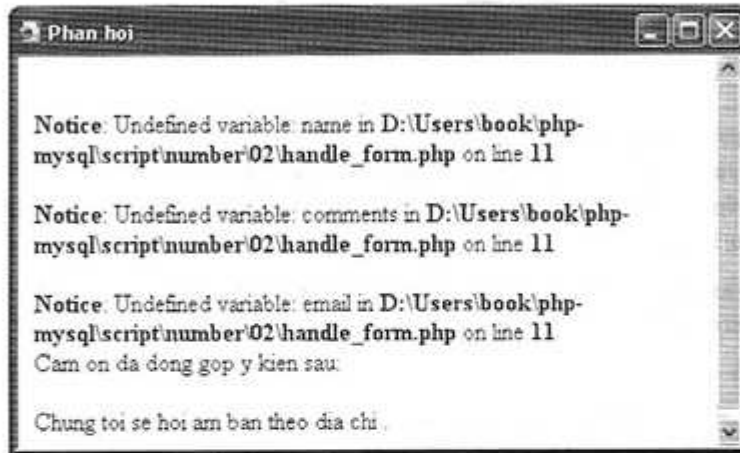 Phan hoi
Notice: Undefined variable: name in D:\Users\book\php-
mysql\script\number\02\handle_form.php on line 11
Notice: Undefined variable: comments in D:\Users\book\php-
mysql\script\number\02\handle_form.php on line 11
Notice: Undefined variable: email in D:\Users\book\php-
mysql\script\number\02\handle_form.php on line 11
Cam on da dong gop y kien sau:
Chung toi se hoi am ban theo dia chi .